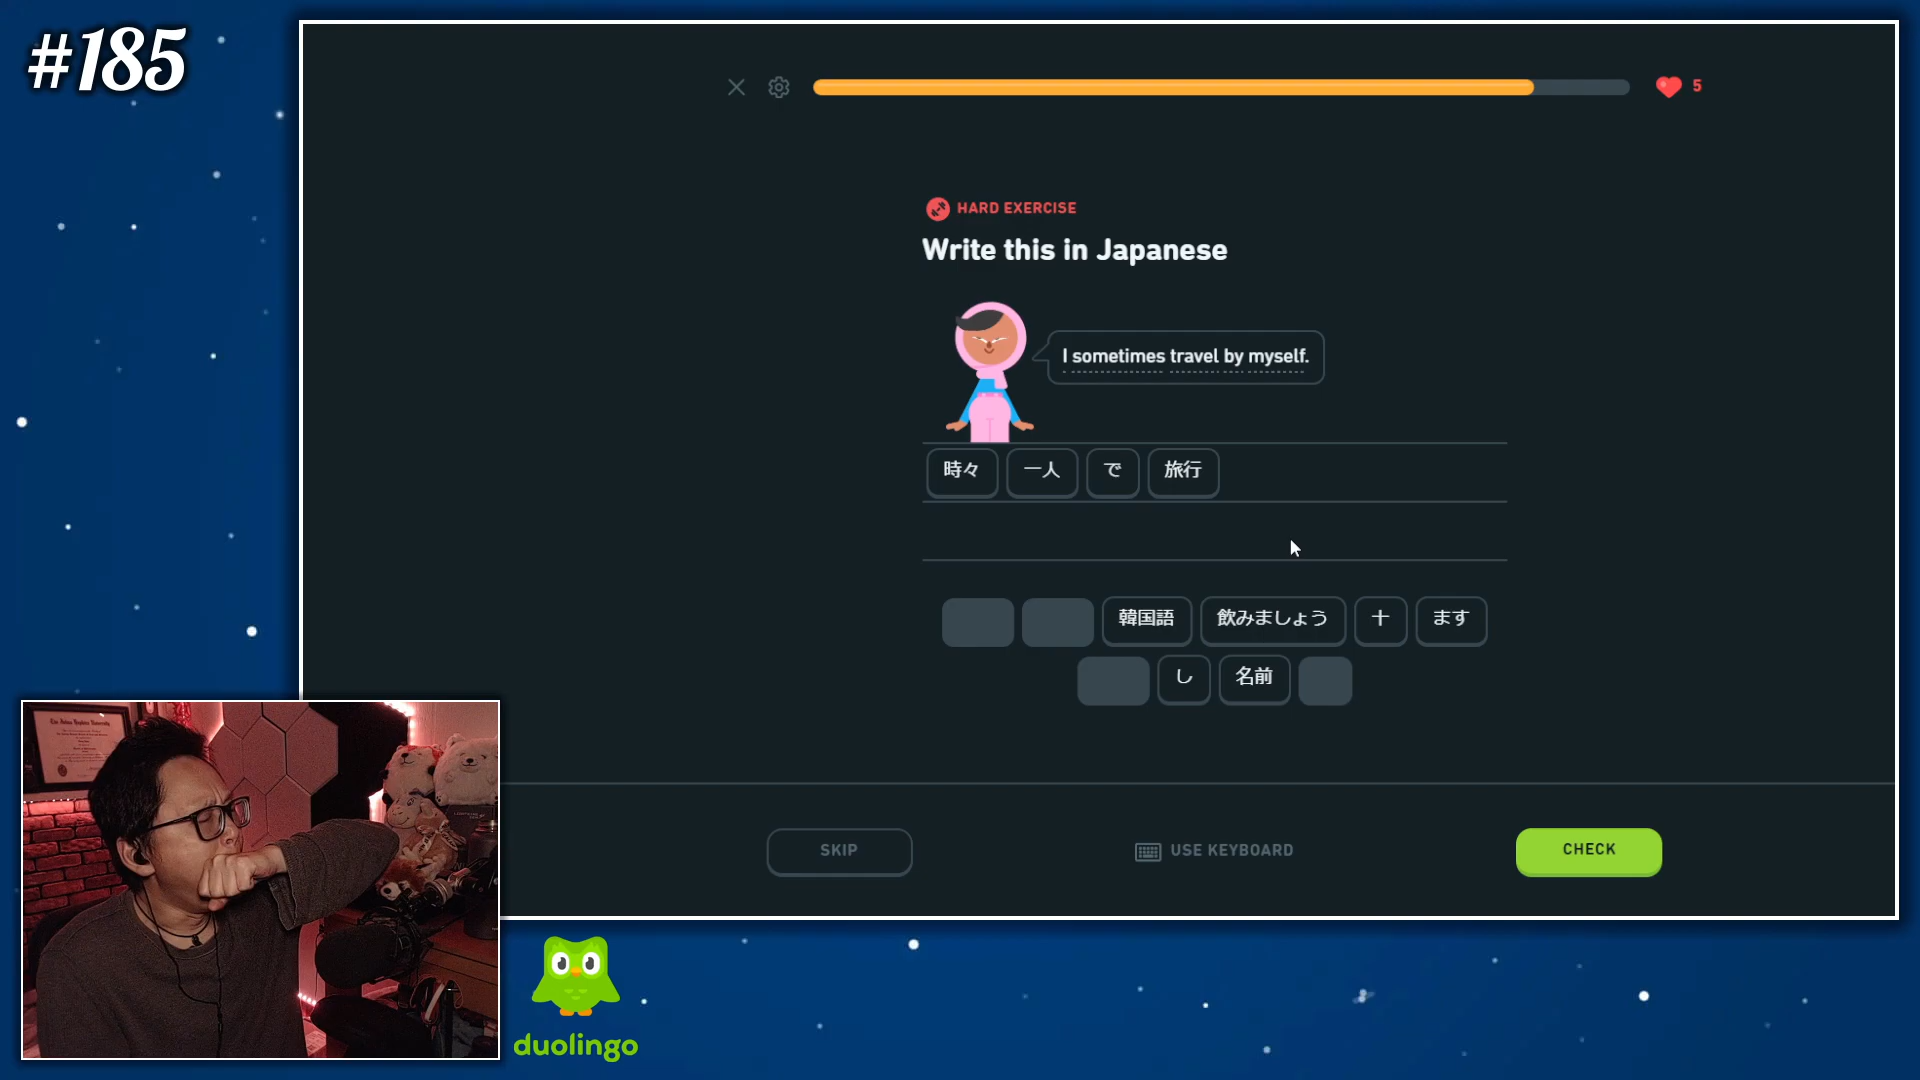 #185
5
HARD EXERCISE
Write this in Japanese
I sometimes travel by myself.
時々 一人 で 旅行
韓国語 飲みましょう 十 ます
し 名前
SKIP
USE KEYBOARD
CHECK
duolingo